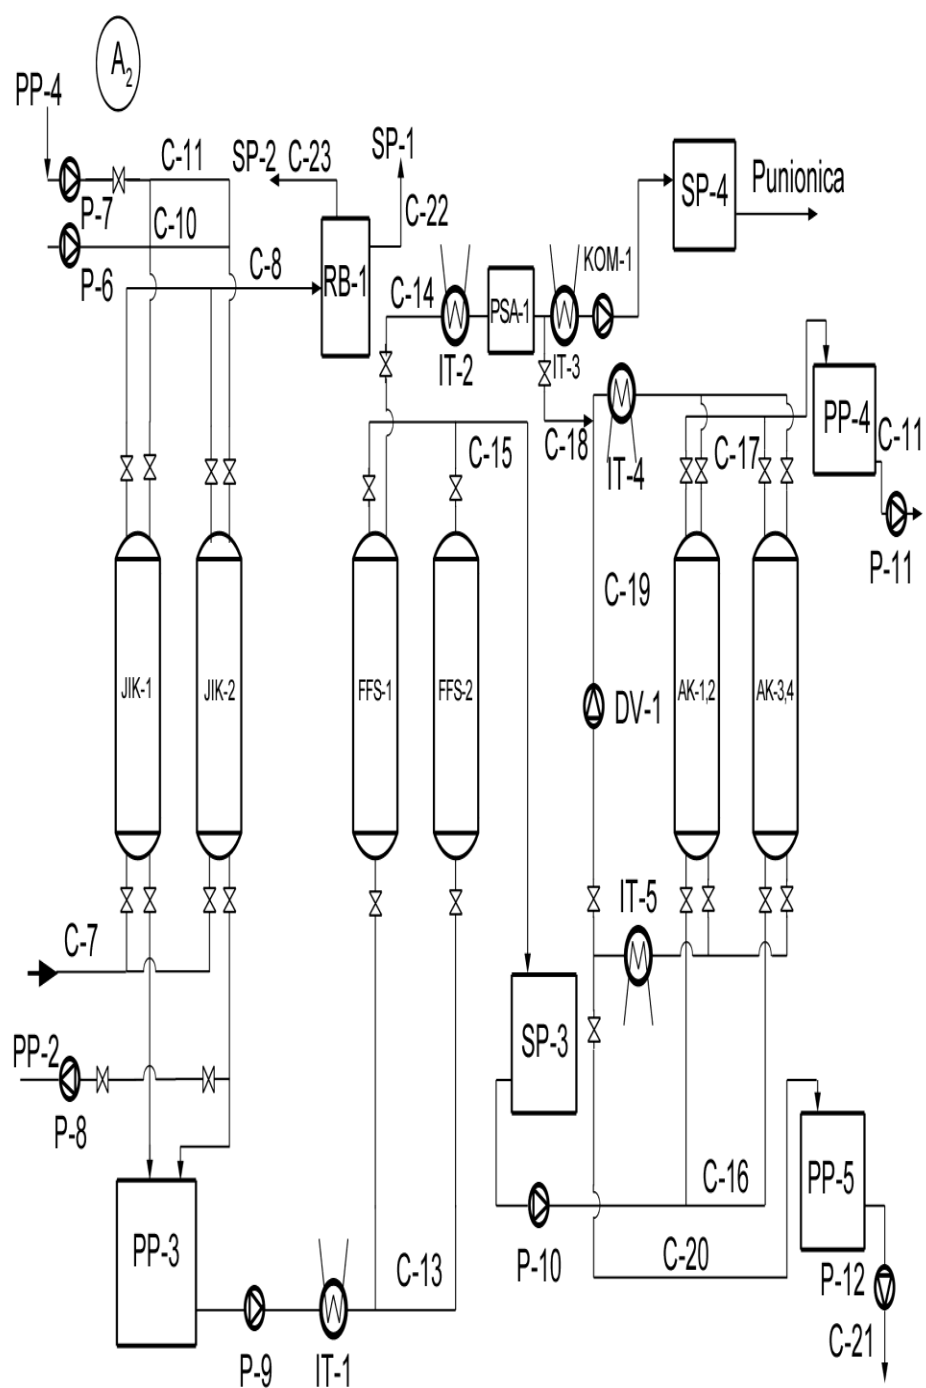 A2
PP-4
C-11
SP-2
C-23
SP-1
P-7
C-10
C-22
SP-4
Punionica
P-6
C-8
RB-1
C-14
PSA-1
KOM-1
IT-2
IT-3
C-18
IT-4
C-15
C-17
PP-4
C-11
P-11
C-19
JIK-1
JIK-2
FFS-1
FFS-2
DV-1
AK-1,2
AK-3,4
C-7
IT-5
PP-2
P-8
SP-3
PP-3
C-13
P-9
IT-1
P-10
C-16
C-20
PP-5
P-12
C-21